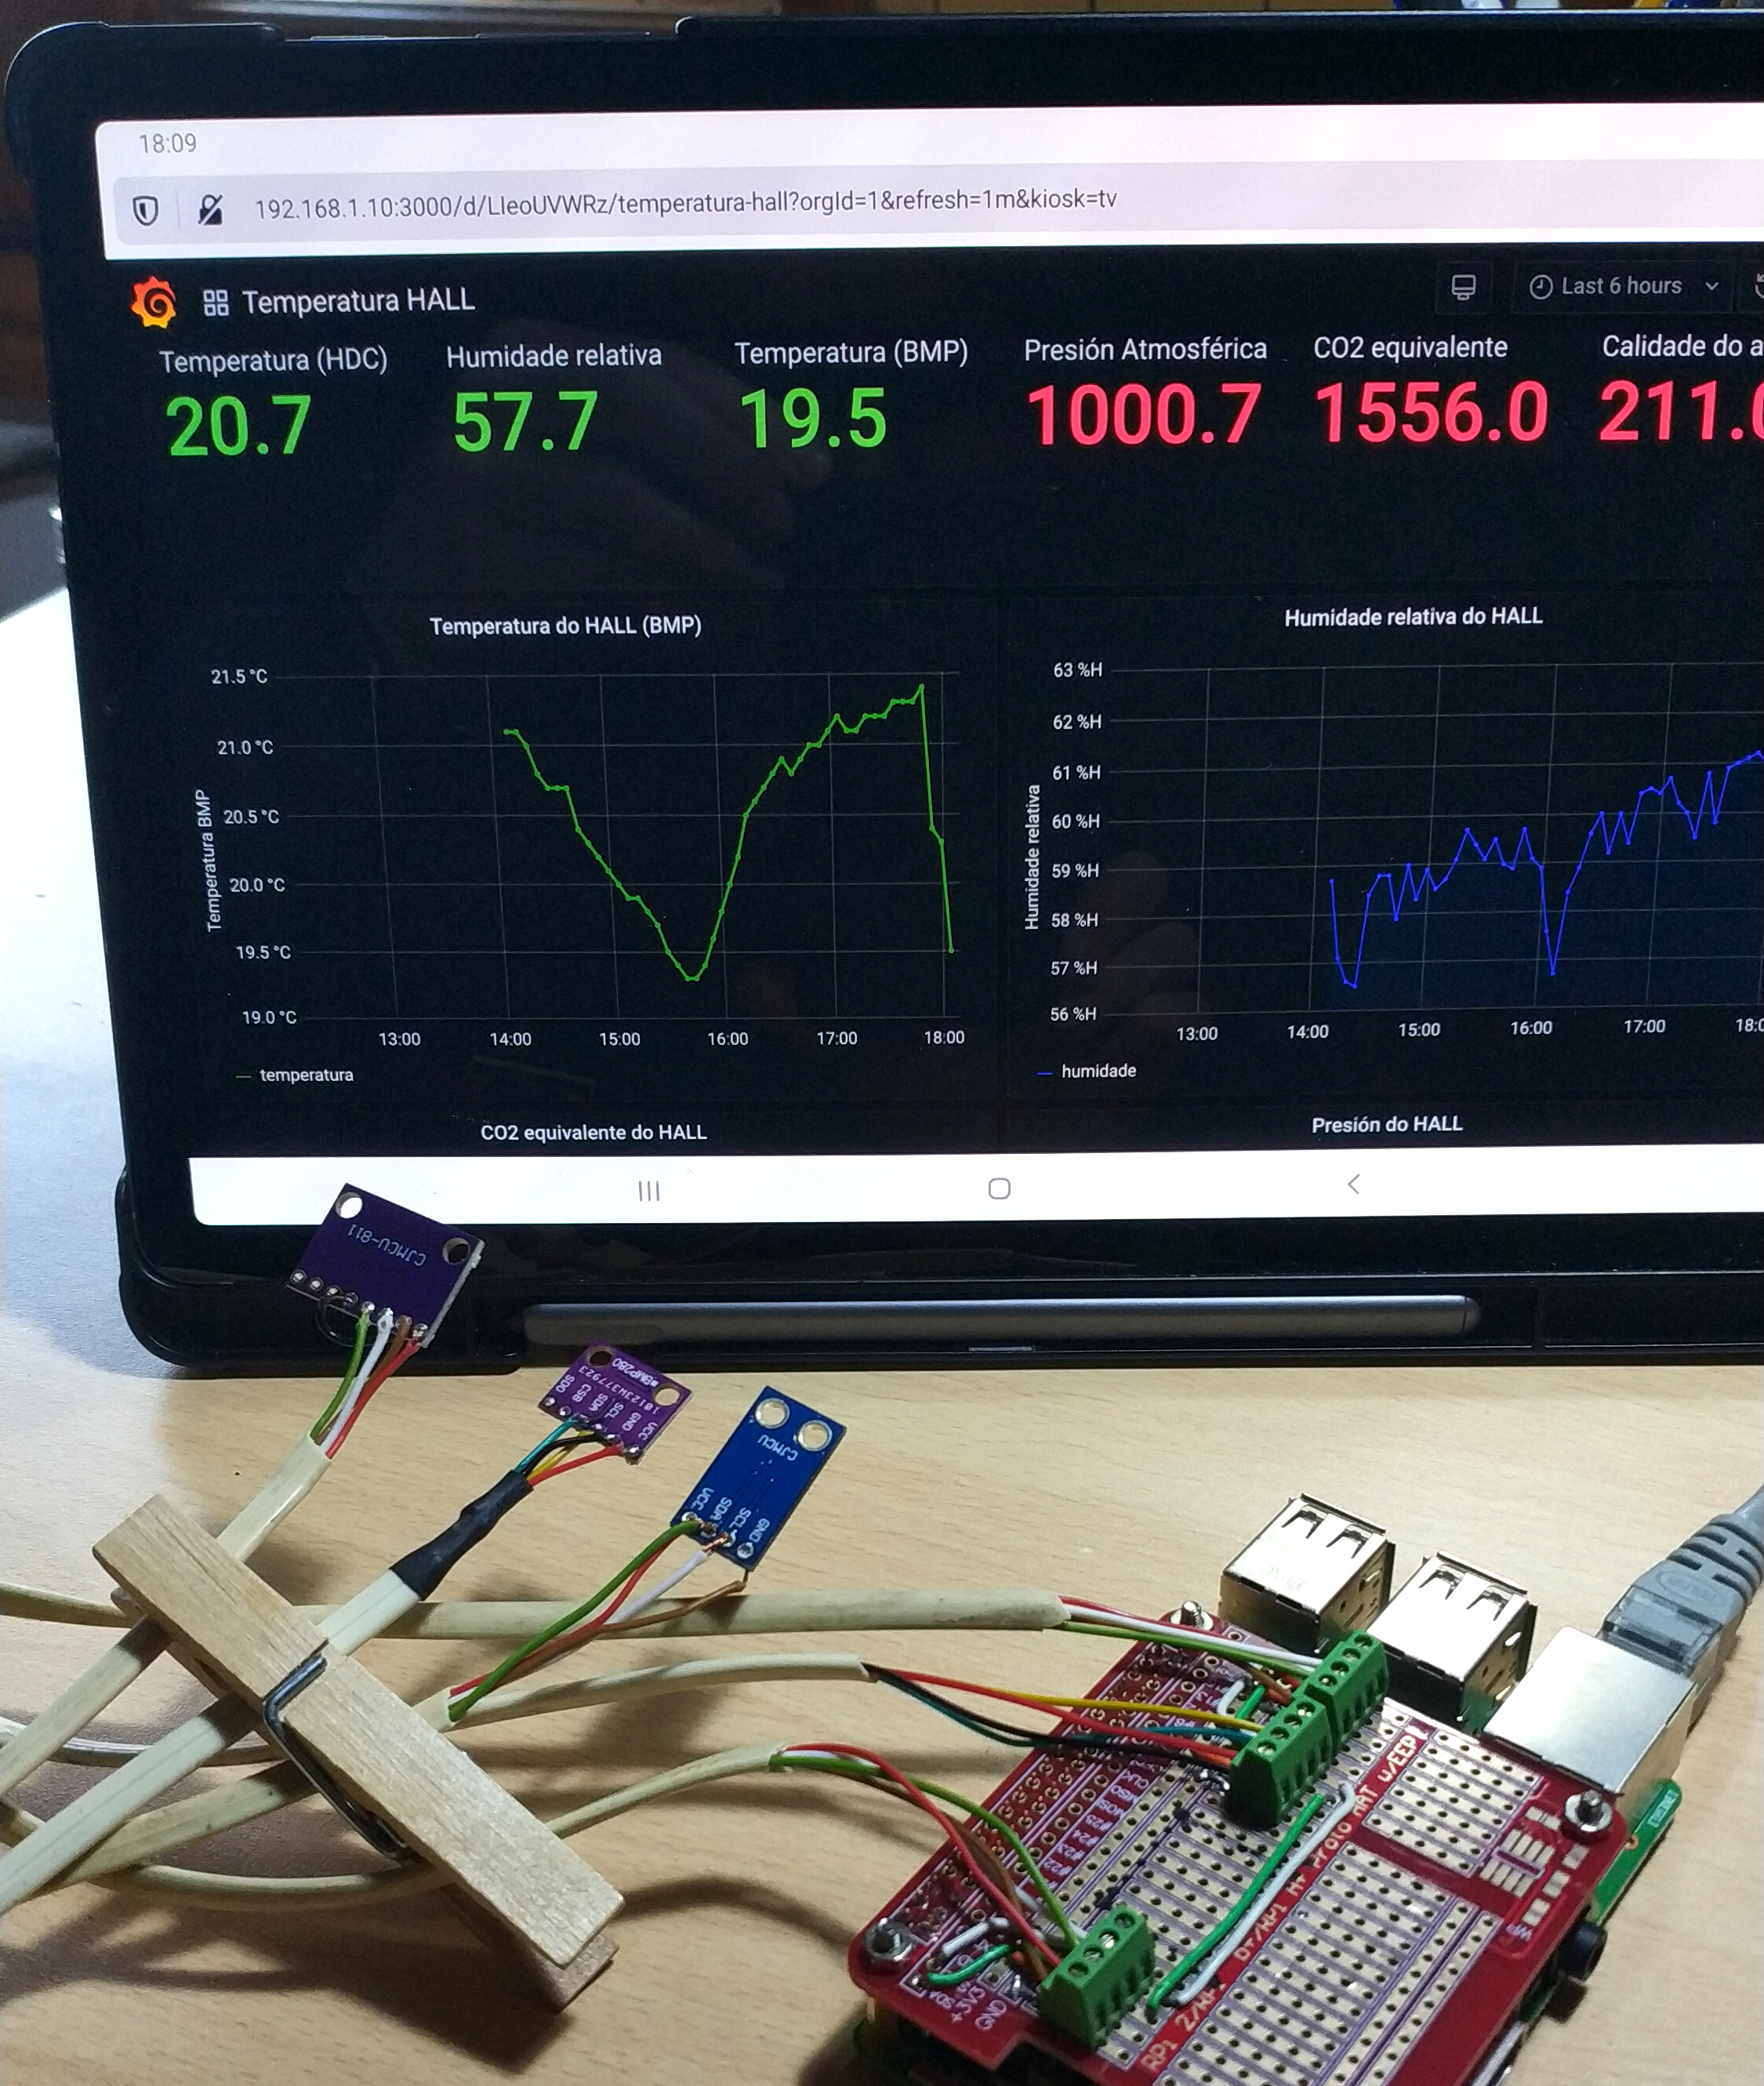 18:09
192.168.1.10:3000/d/LIeoUVWRz/temperatura-hall?orgId=1&refresh=1m&kiosk=tv
Temperatura HALL
Last 6 hours
Temperatura (HDC)
Humidade relativa
Temperatura (BMP)
Presión Atmosférica
CO2 equivalente
Calidade do a
20.7
57.7
19.5
1000.7
1556.0
211.0
Temperatura do HALL (BMP)
Temperatura BMP
21.5 °C
21.0 °C
20.5 °C
20.0 °C
19.5 °C
19.0 °C
13:00 14:00 15:00 16:00 17:00 18:00
temperatura
Humidade relativa do HALL
Humidade relativa
63 %H
62 %H
61 %H
60 %H
59 %H
58 %H
57 %H
56 %H
13:00 14:00 15:00 16:00 17:00 18:0
humidade
CO2 equivalente do HALL
Presión do HALL
CJMCU-811
BMP280
VCC
GND
SCL
SDA
CSB
SDO
CJMCU
VCC
SDA
SCL
GND
#25
#24
#23
#22
+3V3
GND
Proto HAT w/EEP